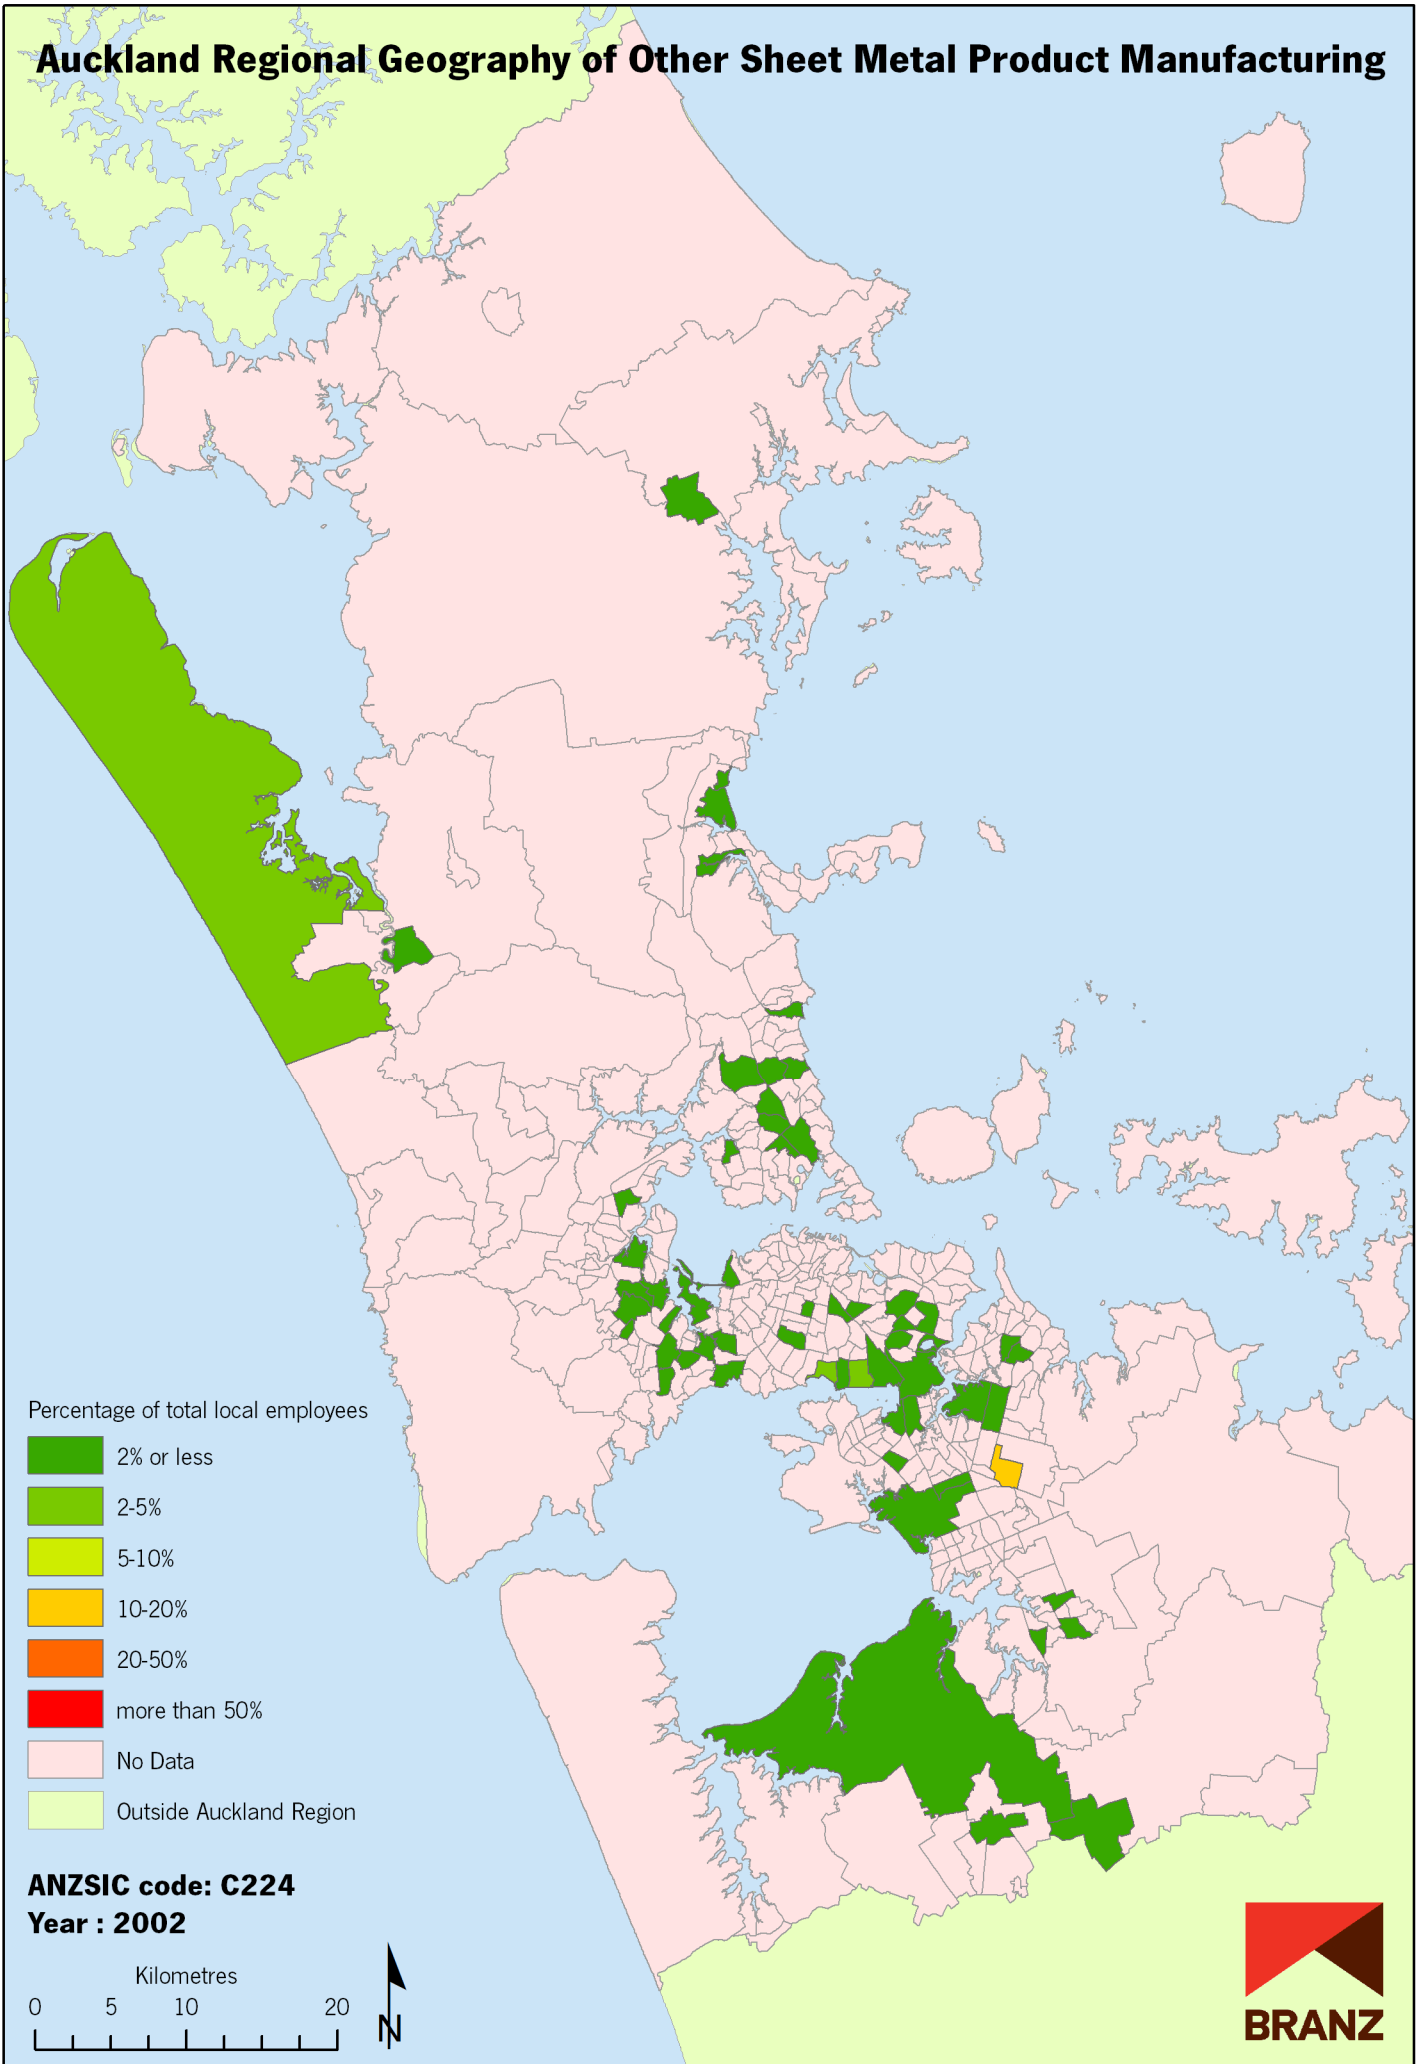 Auckland Regional Geography of Other Sheet Metal Product Manufacturing
Percentage of total local employees
2% or less
2-5%
5-10%
10-20%
20-50%
more than 50%
No Data
Outside Auckland Region
ANZSIC code: C224
Year : 2002
Kilometres
0 5 10 20
N
BRANZ